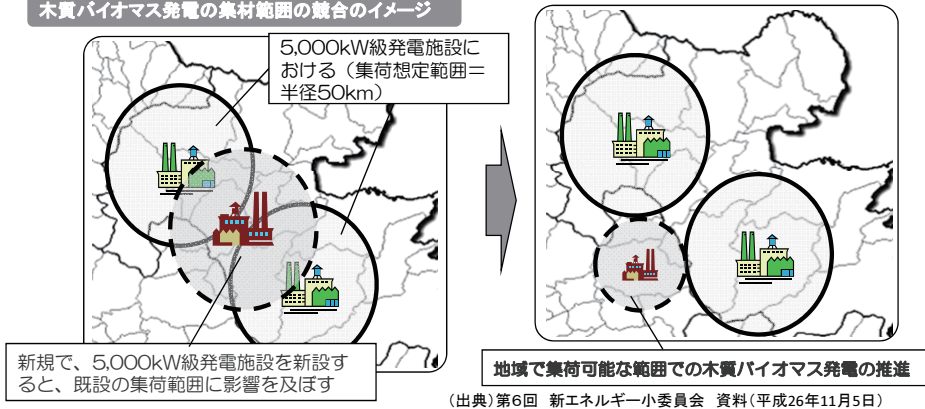 木質バイオマス発電の集材範囲の競合のイメージ
5,000kW級発電施設に
おける（集荷想定範囲＝
半径50km）
新規で、5,000kW級発電施設を新設す
ると、既設の集荷範囲に影響を及ぼす
地域で集荷可能な範囲での木質バイオマス発電の推進
（出典）第6回 新エネルギー小委員会 資料（平成26年11月5日）